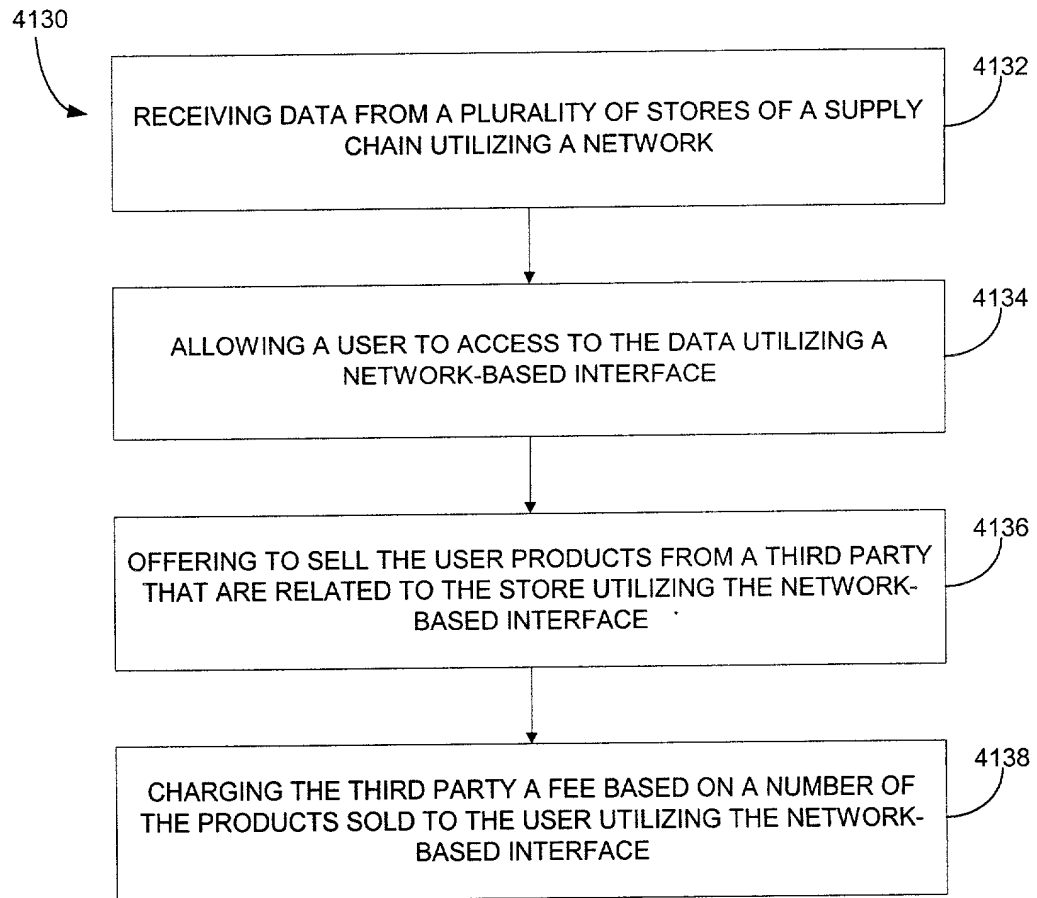 4130
4132
RECEIVING DATA FROM A PLURALITY OF STORES OF A SUPPLY
CHAIN UTILIZING A NETWORK
4134
ALLOWING A USER TO ACCESS TO THE DATA UTILIZING A
NETWORK-BASED INTERFACE
4136
OFFERING TO SELL THE USER PRODUCTS FROM A THIRD PARTY
THAT ARE RELATED TO THE STORE UTILIZING THE NETWORK-
BASED INTERFACE
4138
CHARGING THE THIRD PARTY A FEE BASED ON A NUMBER OF
THE PRODUCTS SOLD TO THE USER UTILIZING THE NETWORK-
BASED INTERFACE